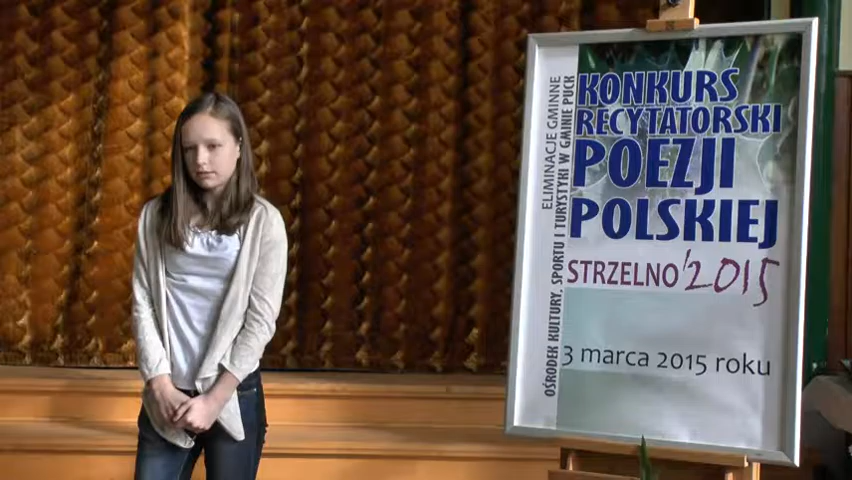 KONKURS
RECYTATORSKI
POEZJI
POLSKIEJ
STRZELNO'2015
3 marca 2015 roku
ELIMINACJE GMINNE
OŚRODEK KULTURY, SPORTU I TURYSTYKI W GMINIE PUCK